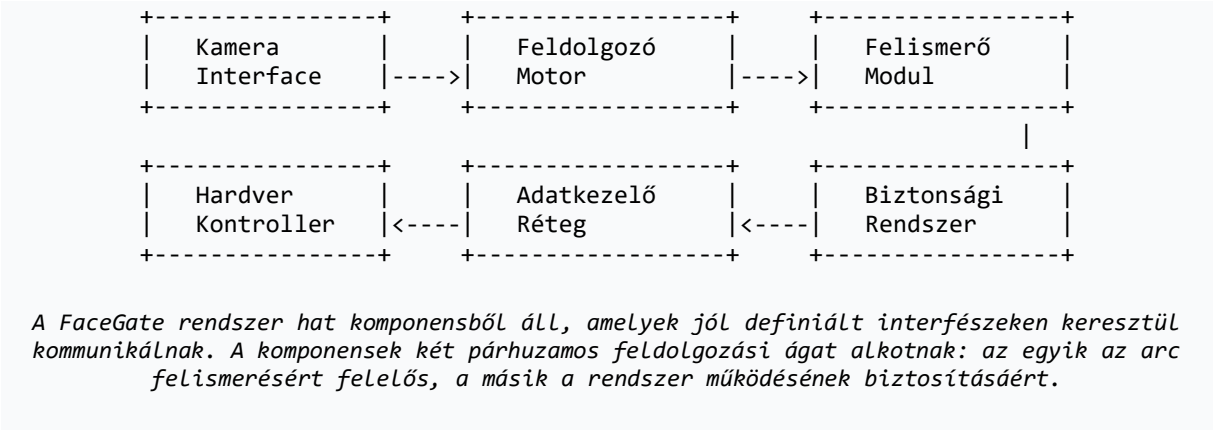 Kamera Feldolgozó Felismerő
Interface Motor Modul
Hardver Adatkezelő Biztonsági
Kontroller Réteg Rendszer
A FaceGate rendszer hat komponensből áll, amelyek jól definiált interfészeken keresztül
kommunikálnak. A komponensek két párhuzamos feldolgozási ágat alkotnak: az egyik az arc
felismerésért felelős, a másik a rendszer működésének biztosításáért.